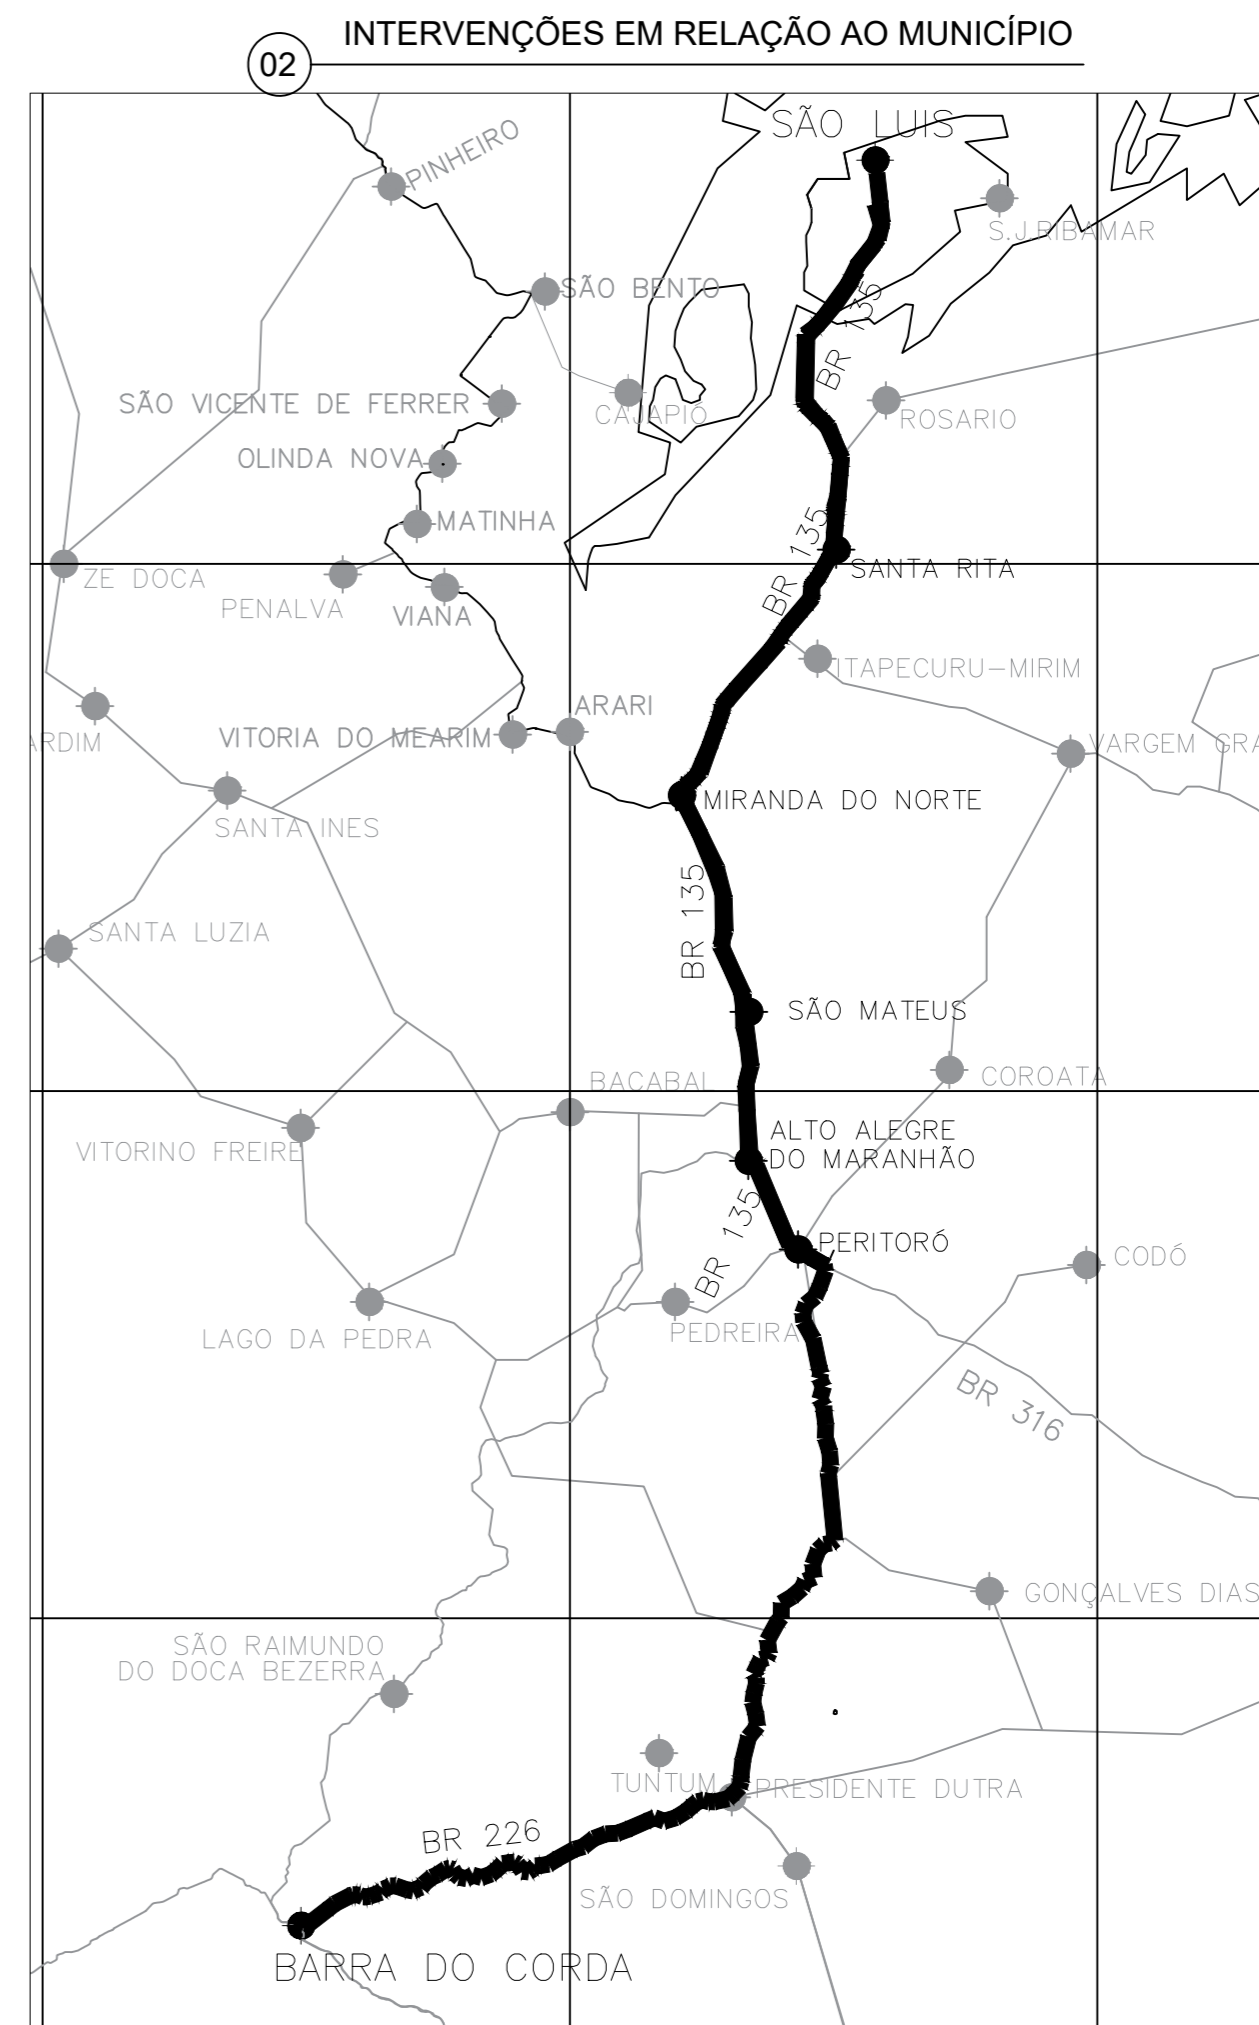 INTERVENÇÕES EM RELAÇÃO AO MUNICÍPIO
02
SÃO LUIS
PINHEIRO
S.J.RIBAMAR
SÃO BENTO
BR 135
SÃO VICENTE DE FERRER
CAJAPIÓ
ROSARIO
OLINDA NOVA
MATINHA
BR 135
SANTA RITA
ZE DOCA
PENALVA
VIANA
ITAPECURU-MIRIM
ARARI
VITORIA DO MEARIM
ARDIM
VARGEM GRA
MIRANDA DO NORTE
SANTA INES
BR 135
SANTA LUZIA
SÃO MATEUS
BACABAL
COROATA
ALTO ALEGRE
DO MARANHÃO
VITORINO FREIRE
BR 135
PERITORÓ
CODÓ
LAGO DA PEDRA
PEDREIRA
BR 316
GONÇALVES DIAS
SÃO RAIMUNDO
DO DOCA BEZERRA
TUNTUM
PRESIDENTE DUTRA
BR 226
SÃO DOMINGOS
BARRA DO CORDA